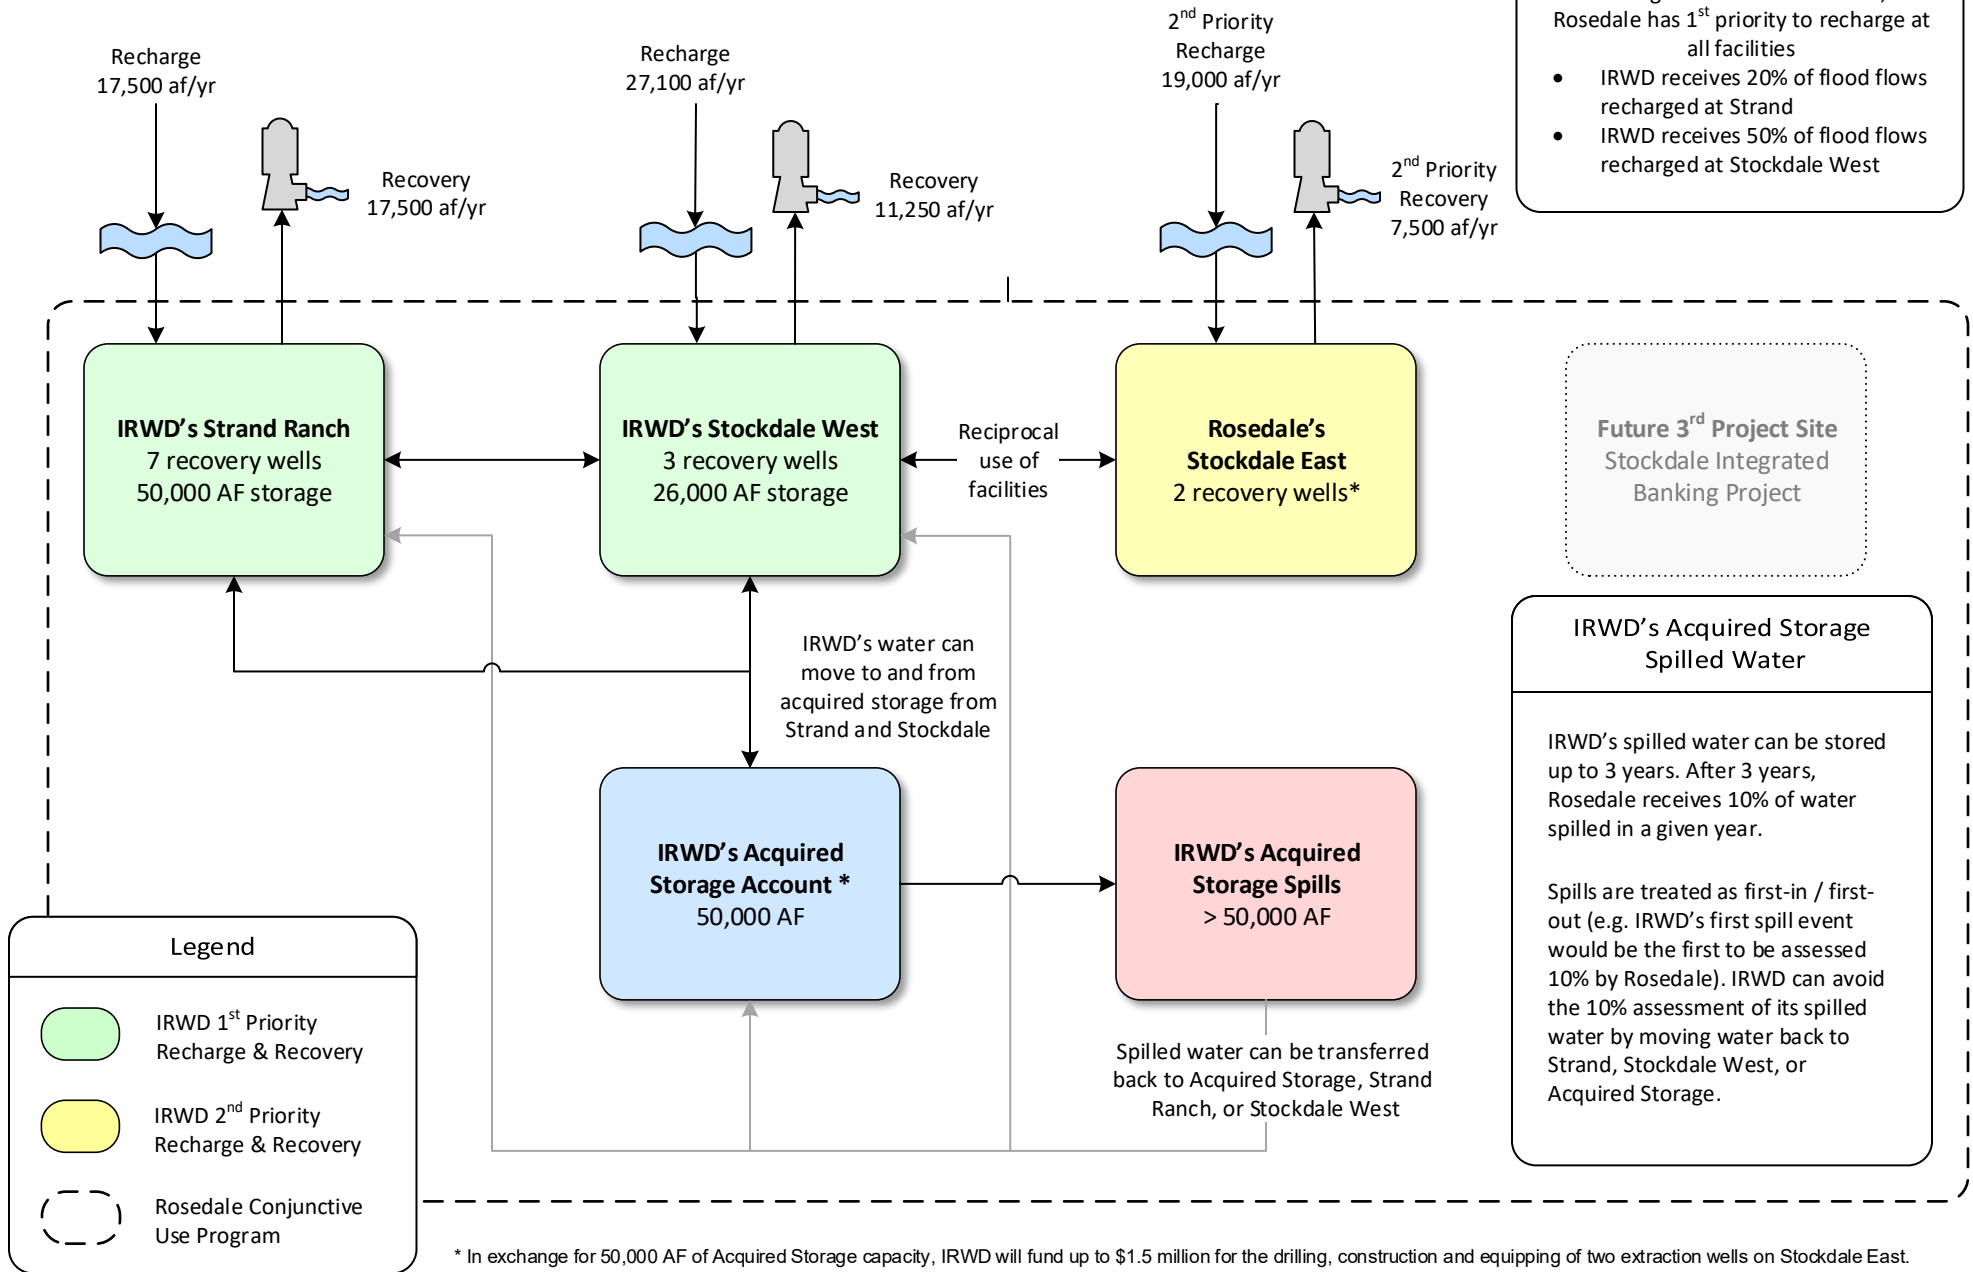 Rosedale has 1st priority to recharge at
all facilities
• IRWD receives 20% of flood flows
recharged at Strand
• IRWD receives 50% of flood flows
recharged at Stockdale West
Recharge
17,500 af/yr
Recovery
17,500 af/yr
Recharge
27,100 af/yr
Recovery
11,250 af/yr
2nd Priority
Recharge
19,000 af/yr
2nd Priority
Recovery
7,500 af/yr
IRWD’s Strand Ranch
7 recovery wells
50,000 AF storage
IRWD’s Stockdale West
3 recovery wells
26,000 AF storage
Reciprocal
use of
facilities
Rosedale’s
Stockdale East
2 recovery wells*
Future 3rd Project Site
Stockdale Integrated
Banking Project
IRWD’s water can
move to and from
acquired storage from
Strand and Stockdale
IRWD’s Acquired
Storage Account *
50,000 AF
IRWD’s Acquired
Storage Spills
> 50,000 AF
Spilled water can be transferred
back to Acquired Storage, Strand
Ranch, or Stockdale West
IRWD’s Acquired Storage
Spilled Water
IRWD’s spilled water can be stored
up to 3 years. After 3 years,
Rosedale receives 10% of water
spilled in a given year.
Spills are treated as first-in / first-
out (e.g. IRWD’s first spill event
would be the first to be assessed
10% by Rosedale). IRWD can avoid
the 10% assessment of its spilled
water by moving water back to
Strand, Stockdale West, or
Acquired Storage.
Legend
IRWD 1st Priority
Recharge & Recovery
IRWD 2nd Priority
Recharge & Recovery
Rosedale Conjunctive
Use Program
* In exchange for 50,000 AF of Acquired Storage capacity, IRWD will fund up to $1.5 million for the drilling, construction and equipping of two extraction wells on Stockdale East.